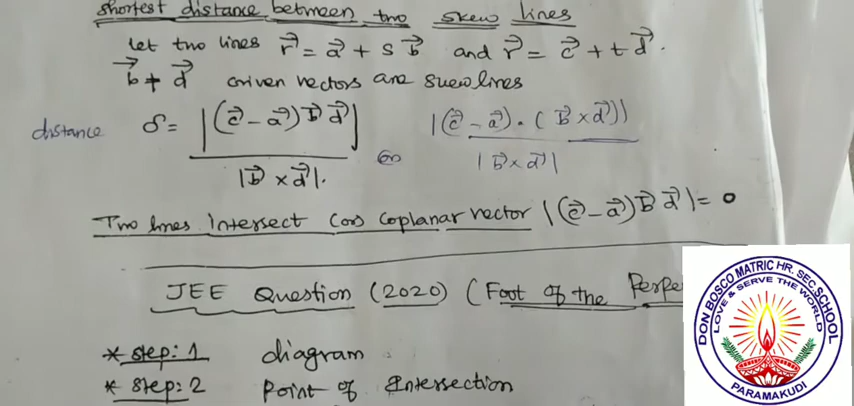 shortest distance between two skew lines
let two lines r⃗ = a⃗ + s b⃗ and r⃗ = c⃗ + t d⃗.
b⃗ ≠ d⃗ Given vectors are skew lines
distance δ = |(c⃗ - a⃗) b⃗ d⃗| / |b⃗ × d⃗|. (or) |(c⃗ - a⃗) · (b⃗ × d⃗)| / |b⃗ × d⃗|
Two lines intersect (or) coplanar vector |(c⃗ - a⃗) b⃗ d⃗| = 0
JEE Question (2020) (Foot of the
* step: 1 diagram
* step: 2 Point of Intersection
DON BOSCO MATRIC HR. SEC. SCHOOL
LOVE & SERVE THE WORLD
PARAMAKUDI